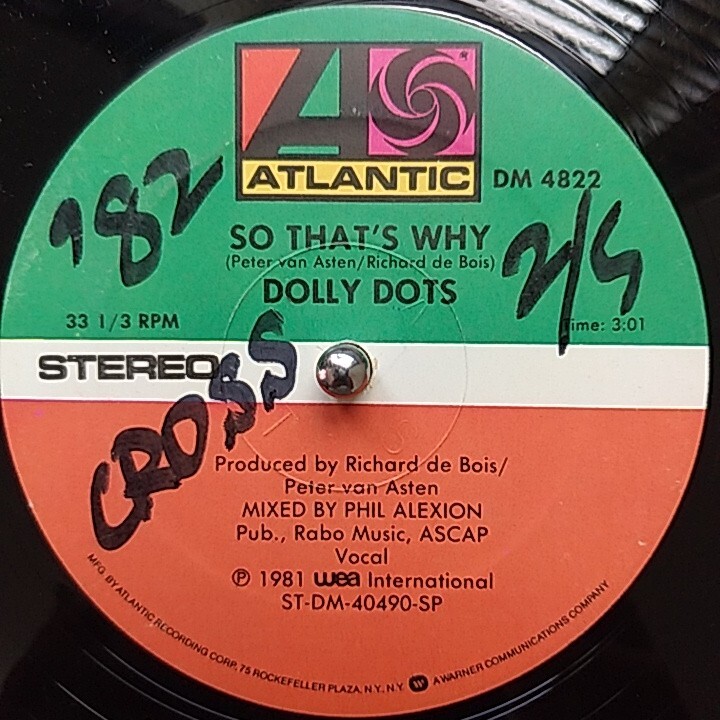 ATLANTIC
DM 4822
SO THAT'S WHY
(Peter van Asten/Richard de Bois)
DOLLY DOTS
33 1/3 RPM
Time: 3:01
'82
2/5
STEREO
CROSS
Produced by Richard de Bois/
Peter van Asten
MIXED BY PHIL ALEXION
Pub., Rabo Music, ASCAP
Vocal
℗ 1981 wea International
ST-DM-40490-SP
MFG. BY ATLANTIC RECORDING CORP., 75 ROCKEFELLER PLAZA, N.Y., N.Y. W A WARNER COMMUNICATIONS COMPANY